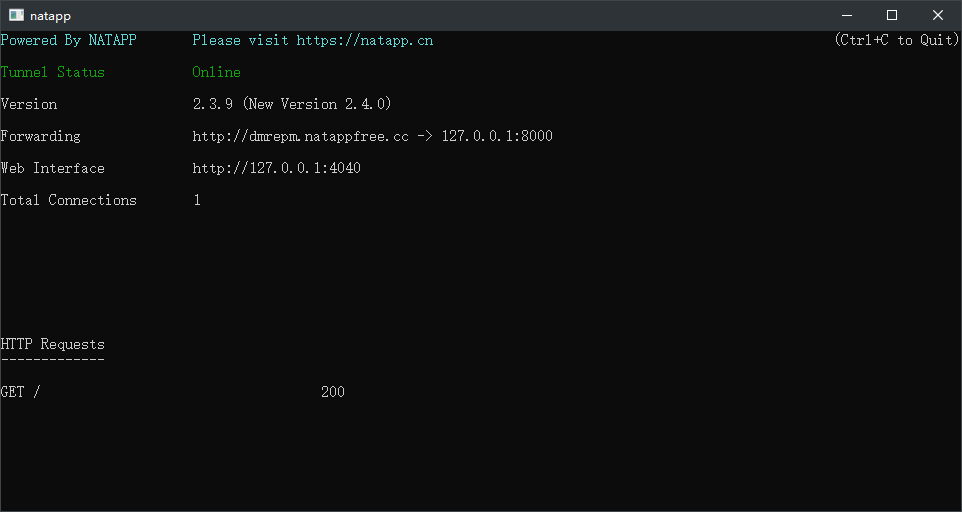 natapp
Powered By NATAPP Please visit https://natapp.cn (Ctrl+C to Quit)
Tunnel Status Online
Version 2.3.9 (New Version 2.4.0)
Forwarding http://dmrepm.natappfree.cc -> 127.0.0.1:8000
Web Interface http://127.0.0.1:4040
Total Connections 1
HTTP Requests
-------------
GET / 200